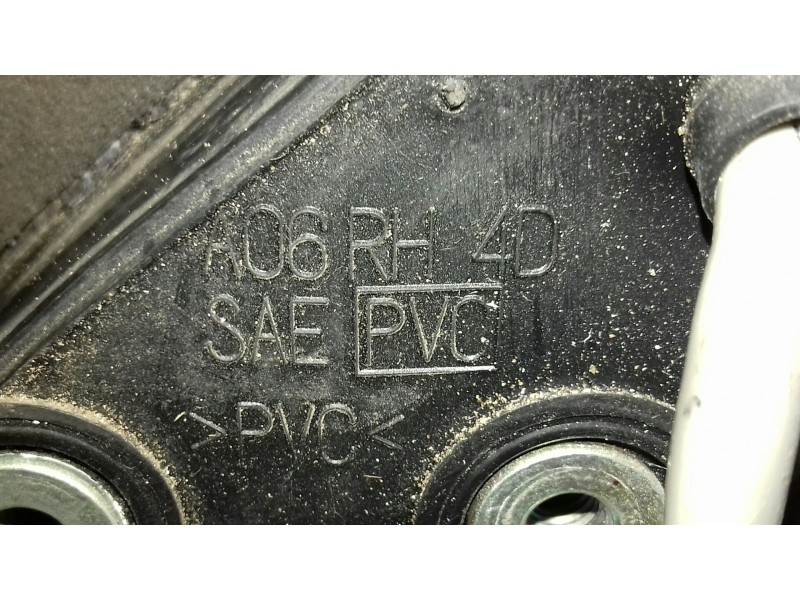 A06 RH 4D
SAE PVC
>PVC<